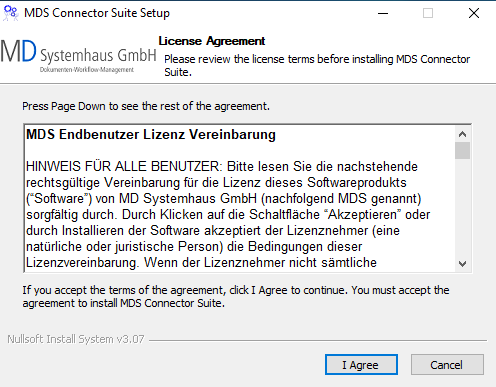 MDS Connector Suite Setup
License Agreement
MD Systemhaus GmbH
Dokumenten-Workflow-Management
Please review the license terms before installing MDS Connector
Suite.
Press Page Down to see the rest of the agreement.
MDS Endbenutzer Lizenz Vereinbarung
HINWEIS FÜR ALLE BENUTZER: Bitte lesen Sie die nachstehende
rechtsgültige Vereinbarung für die Lizenz dieses Softwareprodukts
(“Software”) von MD Systemhaus GmbH (nachfolgend MDS genannt)
sorgfältig durch. Durch Klicken auf die Schaltfläche “Akzeptieren” oder
durch Installieren der Software akzeptiert der Lizenznehmer (eine
natürliche oder juristische Person) die Bedingungen dieser
Lizenzvereinbarung. Wenn der Lizenznehmer nicht sämtliche
If you accept the terms of the agreement, click I Agree to continue. You must accept the
agreement to install MDS Connector Suite.
Nullsoft Install System v3.07
I Agree
Cancel